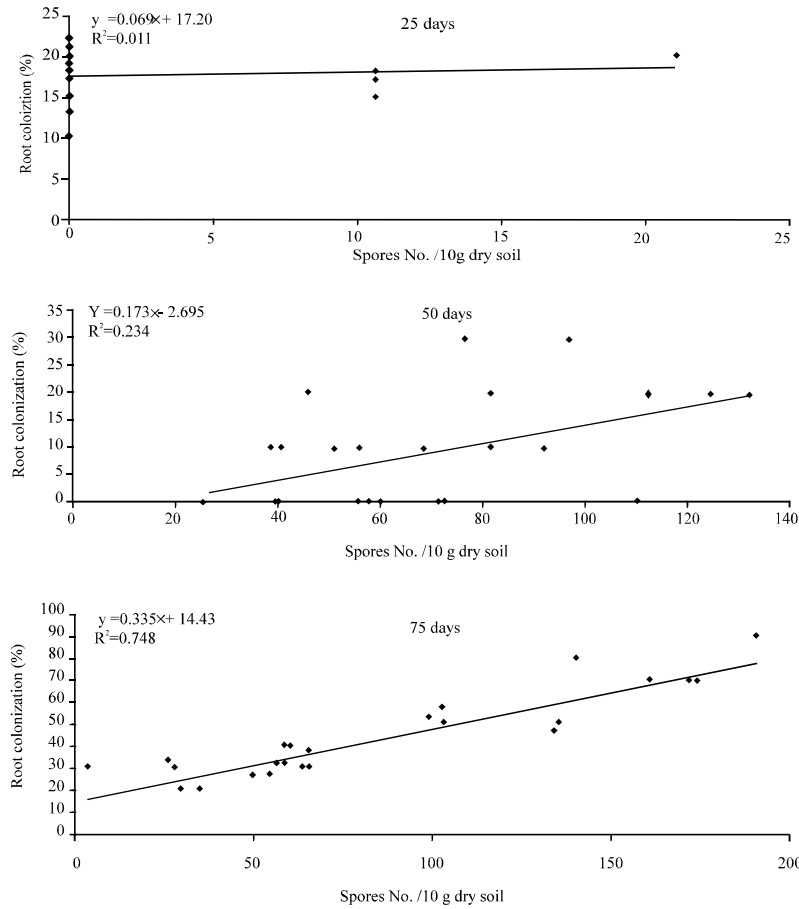 y =0.069×+ 17.20
R²=0.011
25 days
Root coloiztion (%)
25
20
15
10
5
0
0 5 10 15 20 25
Spores No. /10g dry soil
Y =0.173×- 2.695
R²=0.234
50 days
Root colonization (%)
35
30
25
20
15
10
5
0
0 20 40 60 80 100 120 140
Spores No. /10 g dry soil
y =0.335×+ 14.43
R²=0.748
75 days
Root colonization (%)
100
90
80
70
60
50
40
30
20
10
0
0 50 100 150 200
Spores No. /10 g dry soil